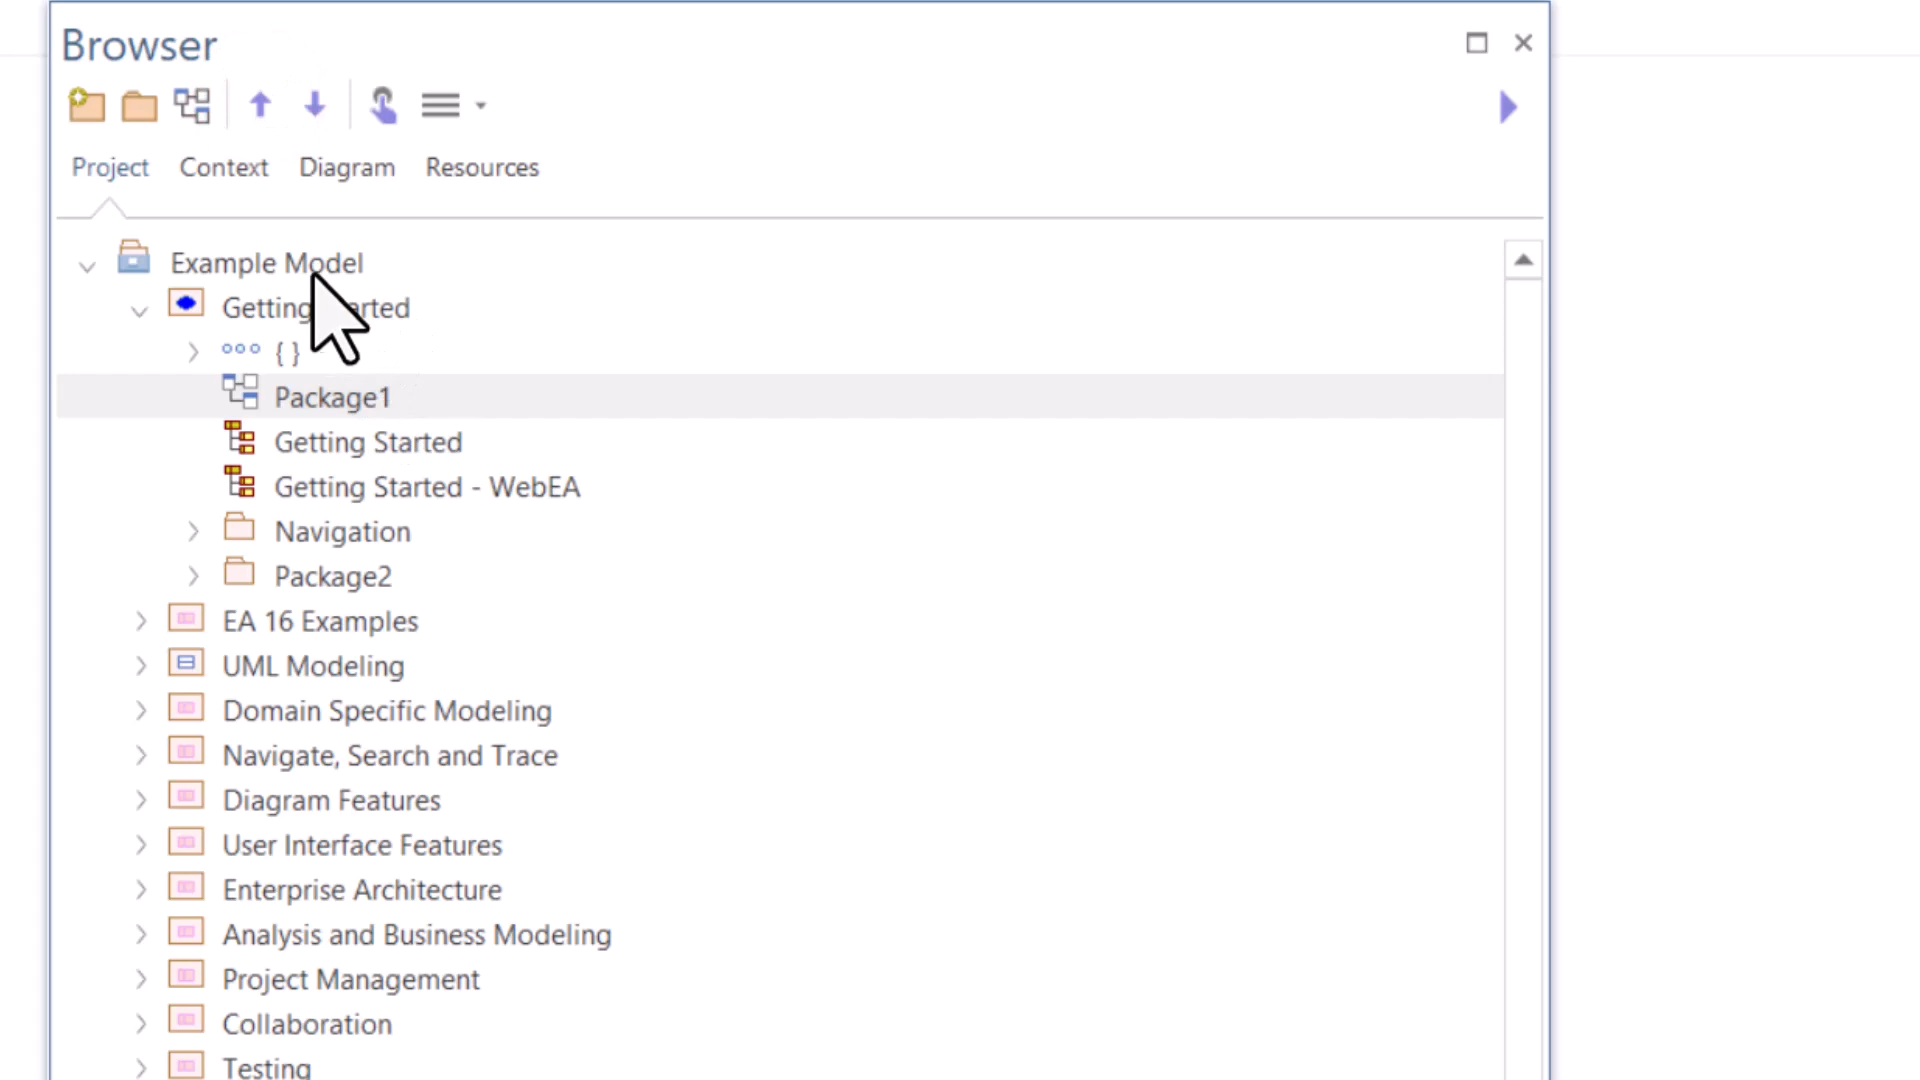 Browser
Project Context Diagram Resources
Example Model
Getting Started
{ }
Package1
Getting Started
Getting Started - WebEA
Navigation
Package2
EA 16 Examples
UML Modeling
Domain Specific Modeling
Navigate, Search and Trace
Diagram Features
User Interface Features
Enterprise Architecture
Analysis and Business Modeling
Project Management
Collaboration
Testing